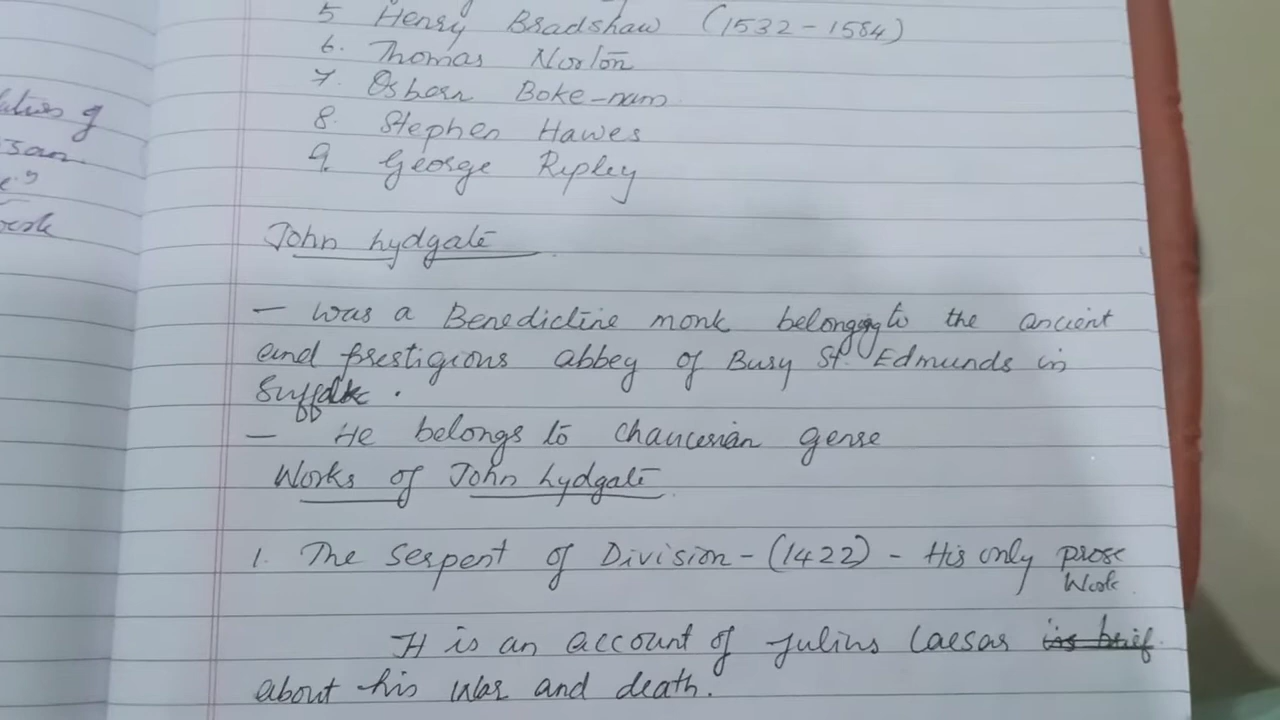 5 Henry Bradshaw (1532-1584)
6. Thomas Norton
7. Osborn Boke-nam
8. Stephen Hawes
9. George Ripley
John Lydgate
- Was a Benedictine monk belonging to the ancient
and prestigious abbey of Bury St. Edmunds in
Suffolk.
- He belongs to Chaucerian genre
Works of John Lydgate
1. The Serpent of Division - (1422) - His only prose
Work
It is an account of Julius Caesar in brief
about his war and death.